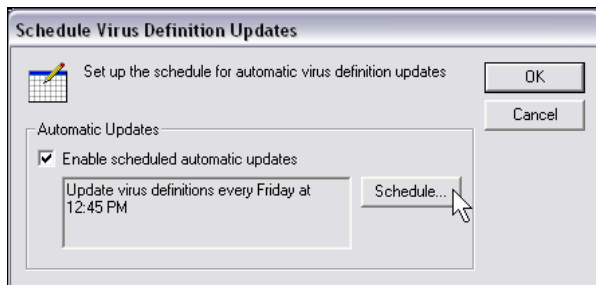 Schedule Virus Definition Updates
Set up the schedule for automatic virus definition updates
OK
Cancel
Automatic Updates
Enable scheduled automatic updates
Update virus definitions every Friday at
12:45 PM
Schedule...